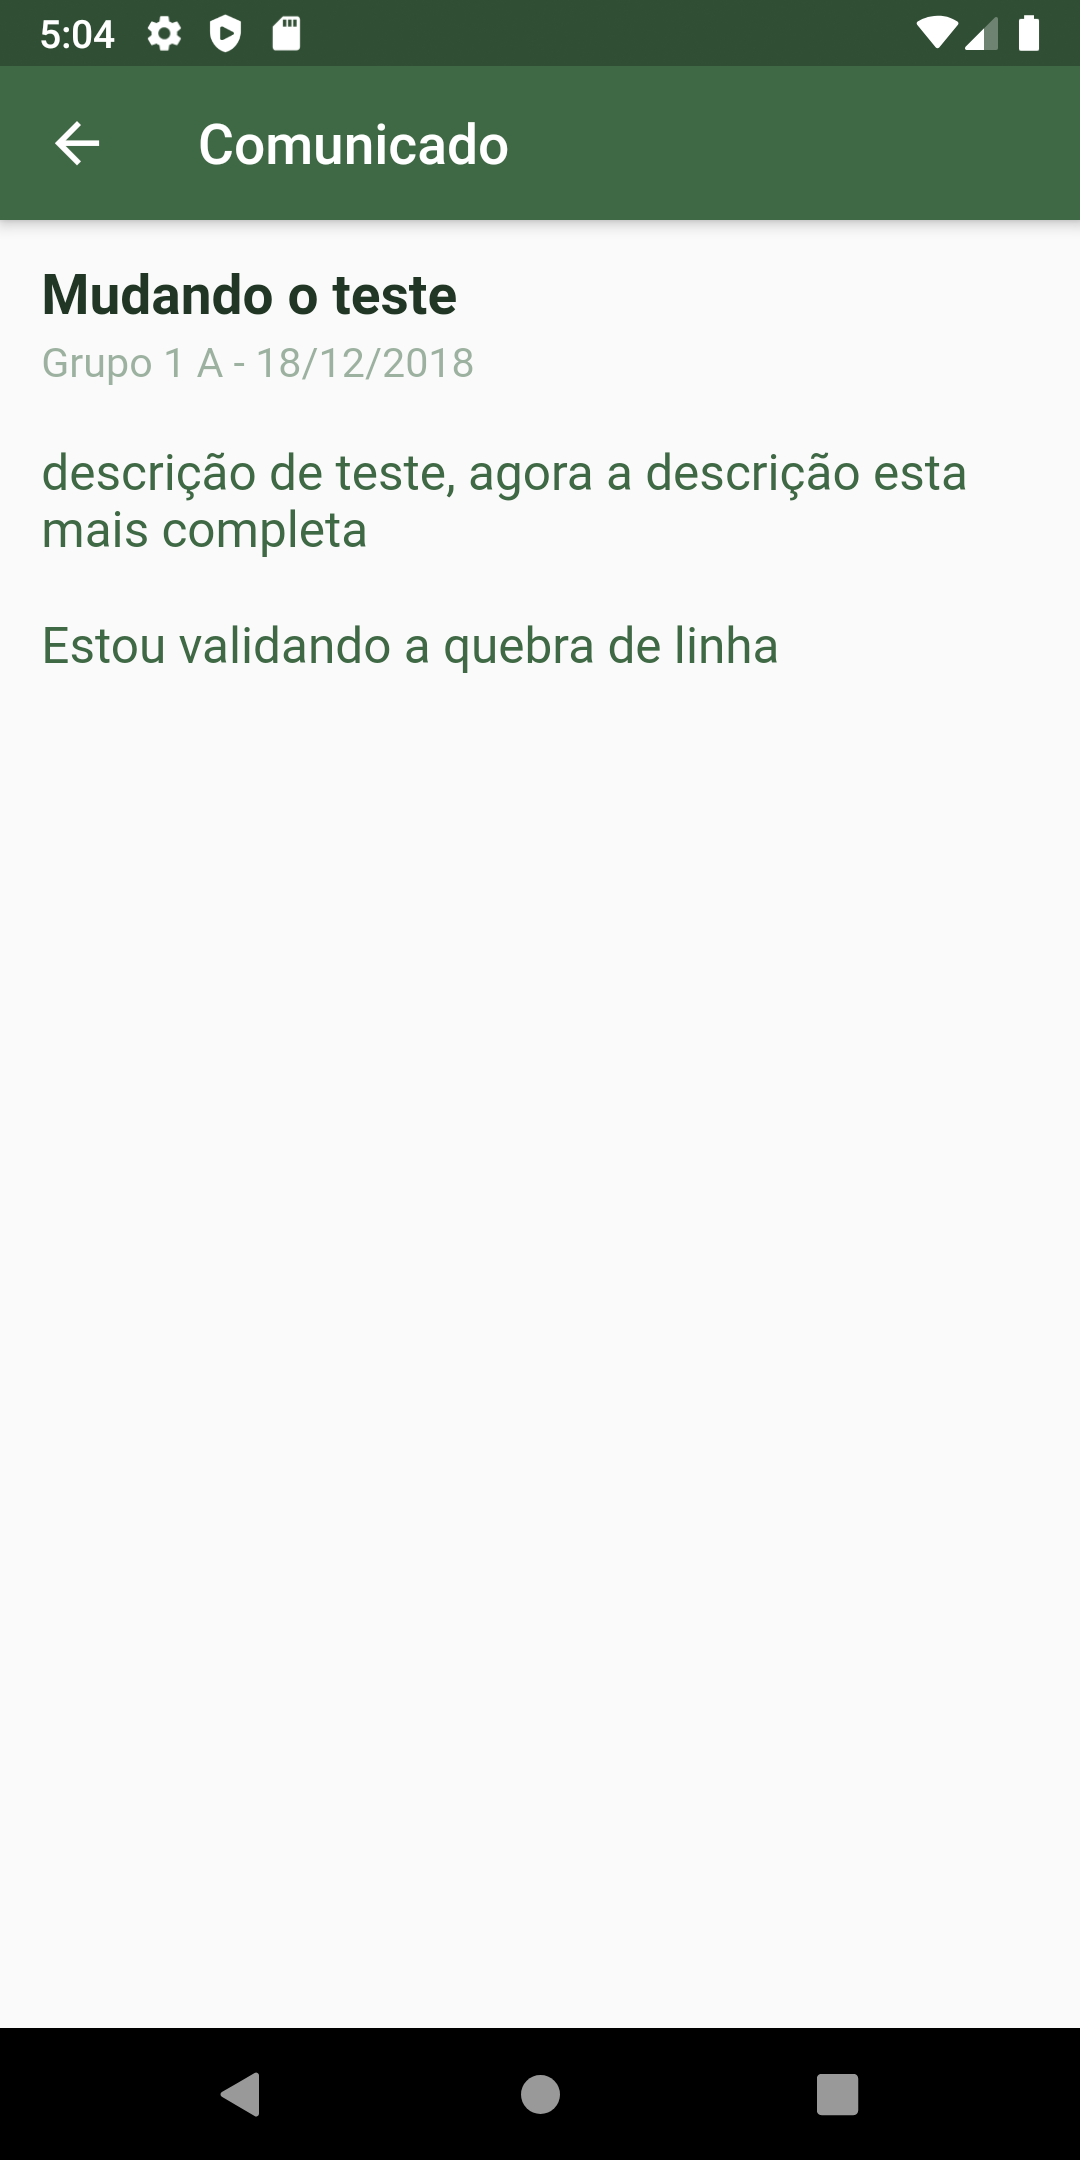 5:04
Comunicado
Mudando o teste
Grupo 1 A - 18/12/2018
descrição de teste, agora a descrição esta
mais completa
Estou validando a quebra de linha